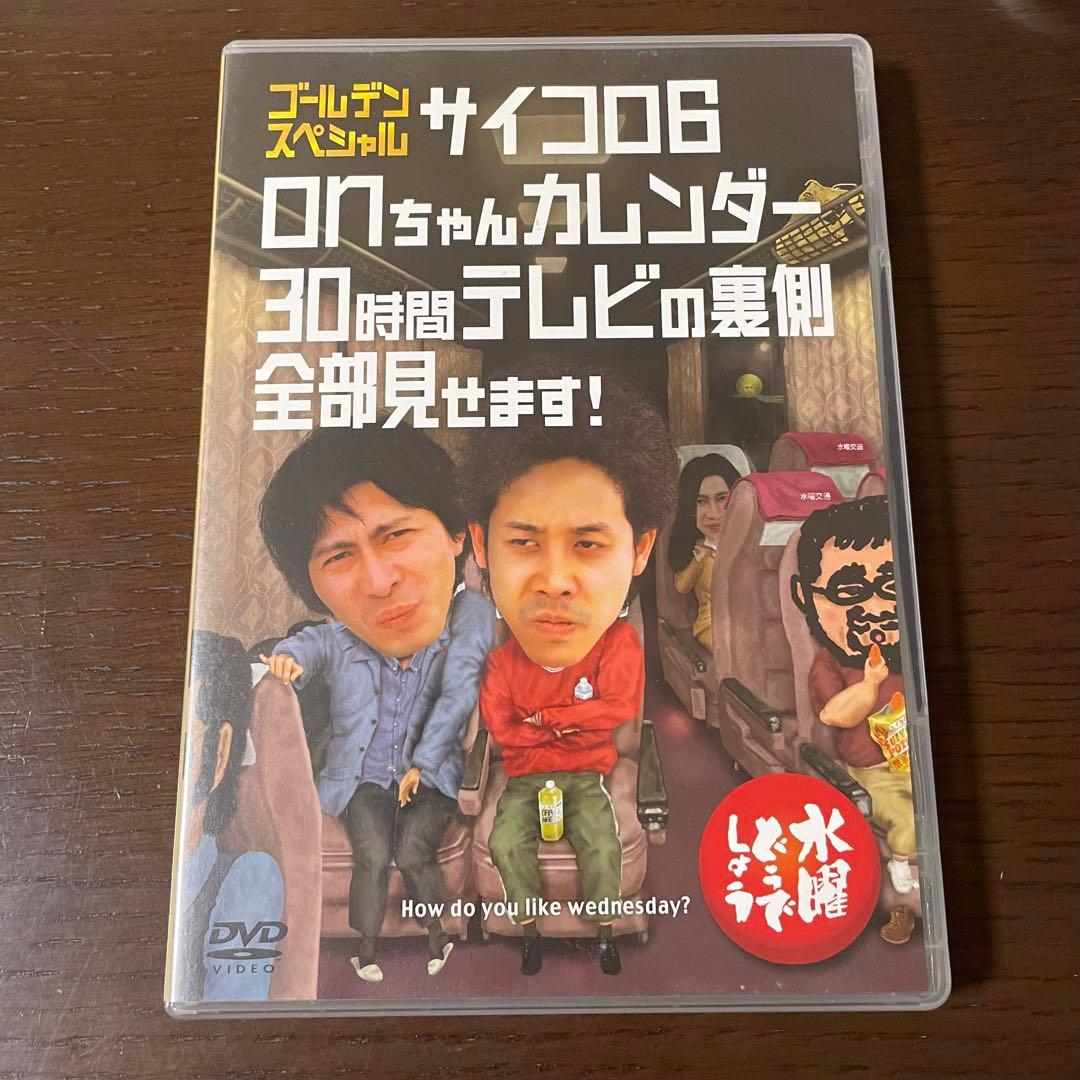 ゴールデン
スペシャル
サイコロ6
onちゃんカレンダー
30時間テレビの裏側
全部見せます!
水曜交通
水曜交通
水曜
どうで
しょう
How do you like wednesday?
DVD
VIDEO